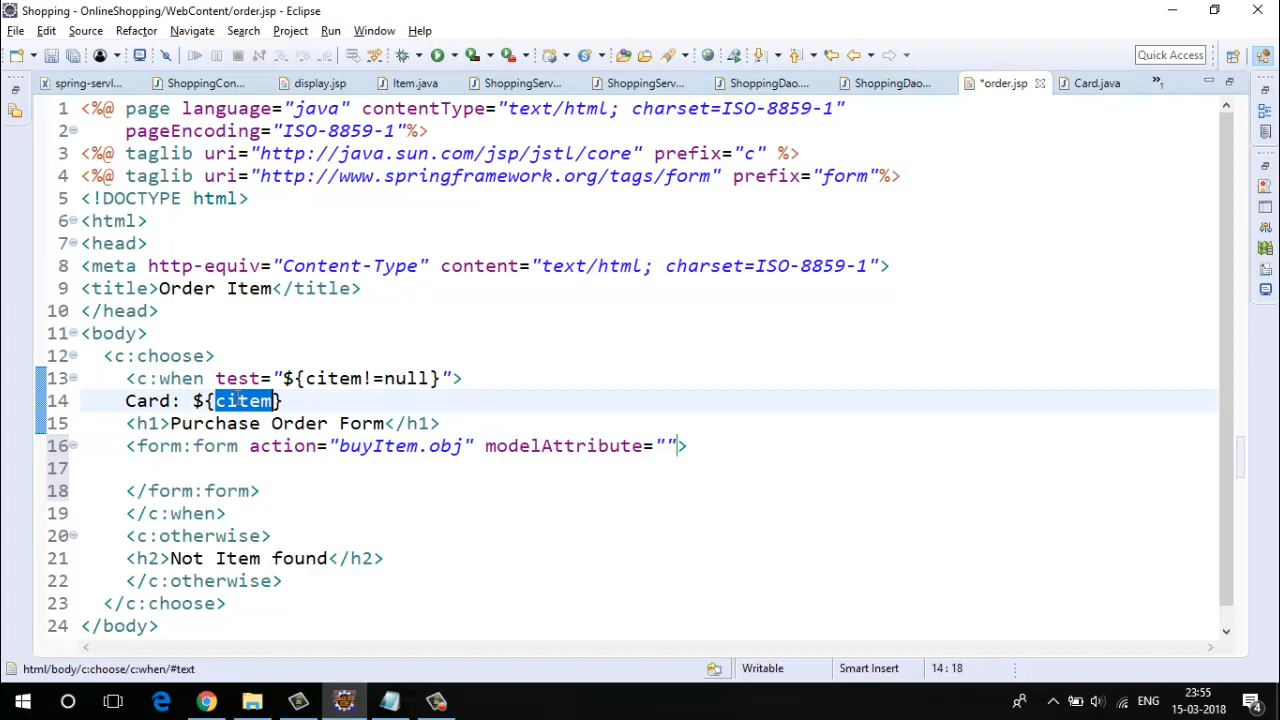 Shopping - OnlineShopping/WebContent/order.jsp - Eclipse
File Edit Source Refactor Navigate Search Project Run Window Help
Quick Access
spring-servl... ShoppingCon... display.jsp Item.java ShoppingServ... ShoppingServ... ShoppingDao... ShoppingDao... *order.jsp Card.java »1
1 <%@ page language="java" contentType="text/html; charset=ISO-8859-1"
2 pageEncoding="ISO-8859-1"%>
3 <%@ taglib uri="http://java.sun.com/jsp/jstl/core" prefix="c" %>
4 <%@ taglib uri="http://www.springframework.org/tags/form" prefix="form"%>
5 <!DOCTYPE html>
6 <html>
7 <head>
8 <meta http-equiv="Content-Type" content="text/html; charset=ISO-8859-1">
9 <title>Order Item</title>
10 </head>
11 <body>
12 <c:choose>
13 <c:when test="${citem!=null}">
14 Card: ${citem}
15 <h1>Purchase Order Form</h1>
16 <form:form action="buyItem.obj" modelAttribute="">
17
18 </form:form>
19 </c:when>
20 <c:otherwise>
21 <h2>Not Item found</h2>
22 </c:otherwise>
23 </c:choose>
24 </body>
html/body/c:choose/c:when/#text Writable Smart Insert 14 : 18
ENG 23:55
15-03-2018 4